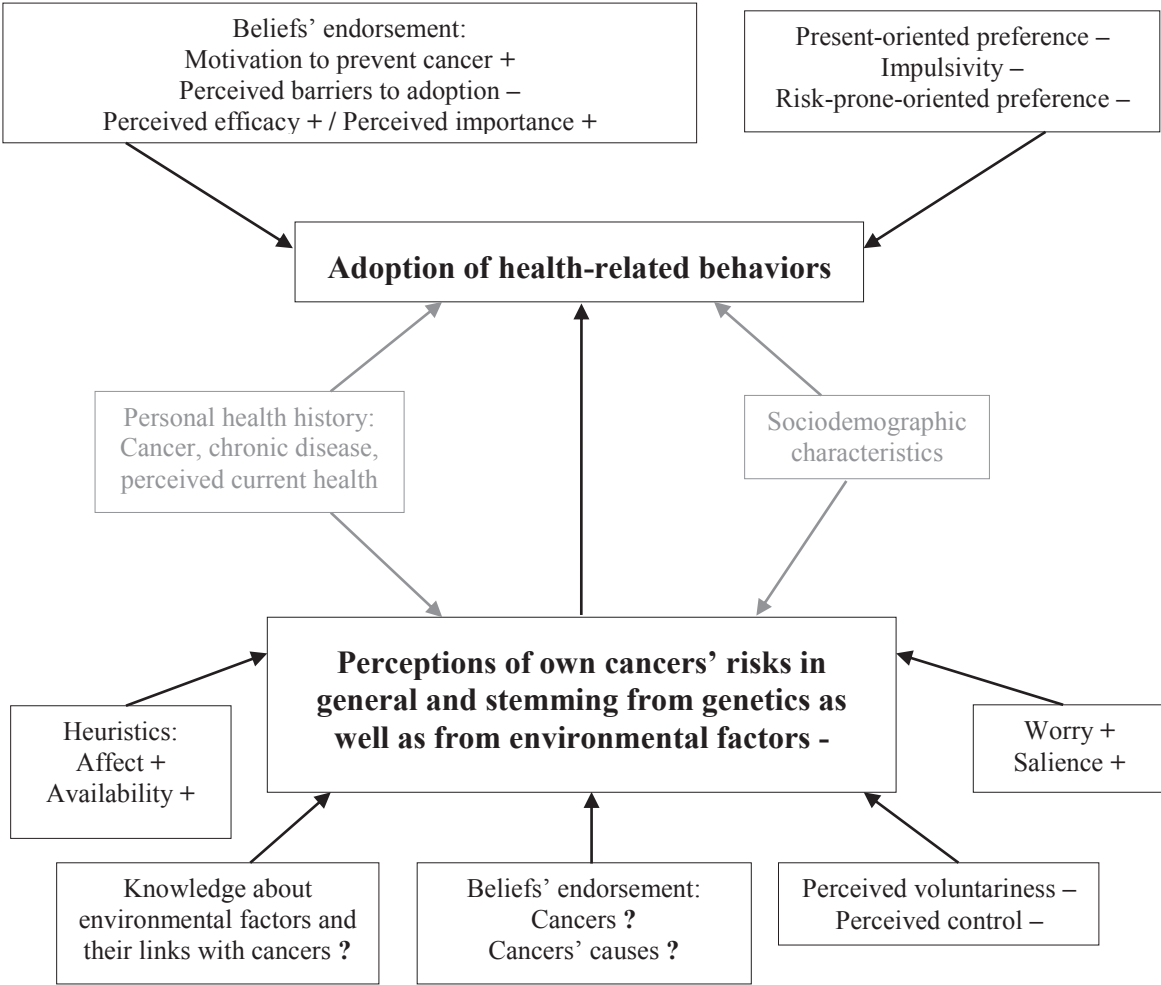 Beliefs’ endorsement:
Motivation to prevent cancer +
Perceived barriers to adoption –
Perceived efficacy + / Perceived importance +
Present-oriented preference –
Impulsivity –
Risk-prone-oriented preference –
Adoption of health-related behaviors
Personal health history:
Cancer, chronic disease,
perceived current health
Sociodemographic
characteristics
Perceptions of own cancers’ risks in
general and stemming from genetics as
well as from environmental factors -
Heuristics:
Affect +
Availability +
Worry +
Salience +
Knowledge about
environmental factors and
their links with cancers ?
Beliefs’ endorsement:
Cancers ?
Cancers’ causes ?
Perceived voluntariness –
Perceived control –